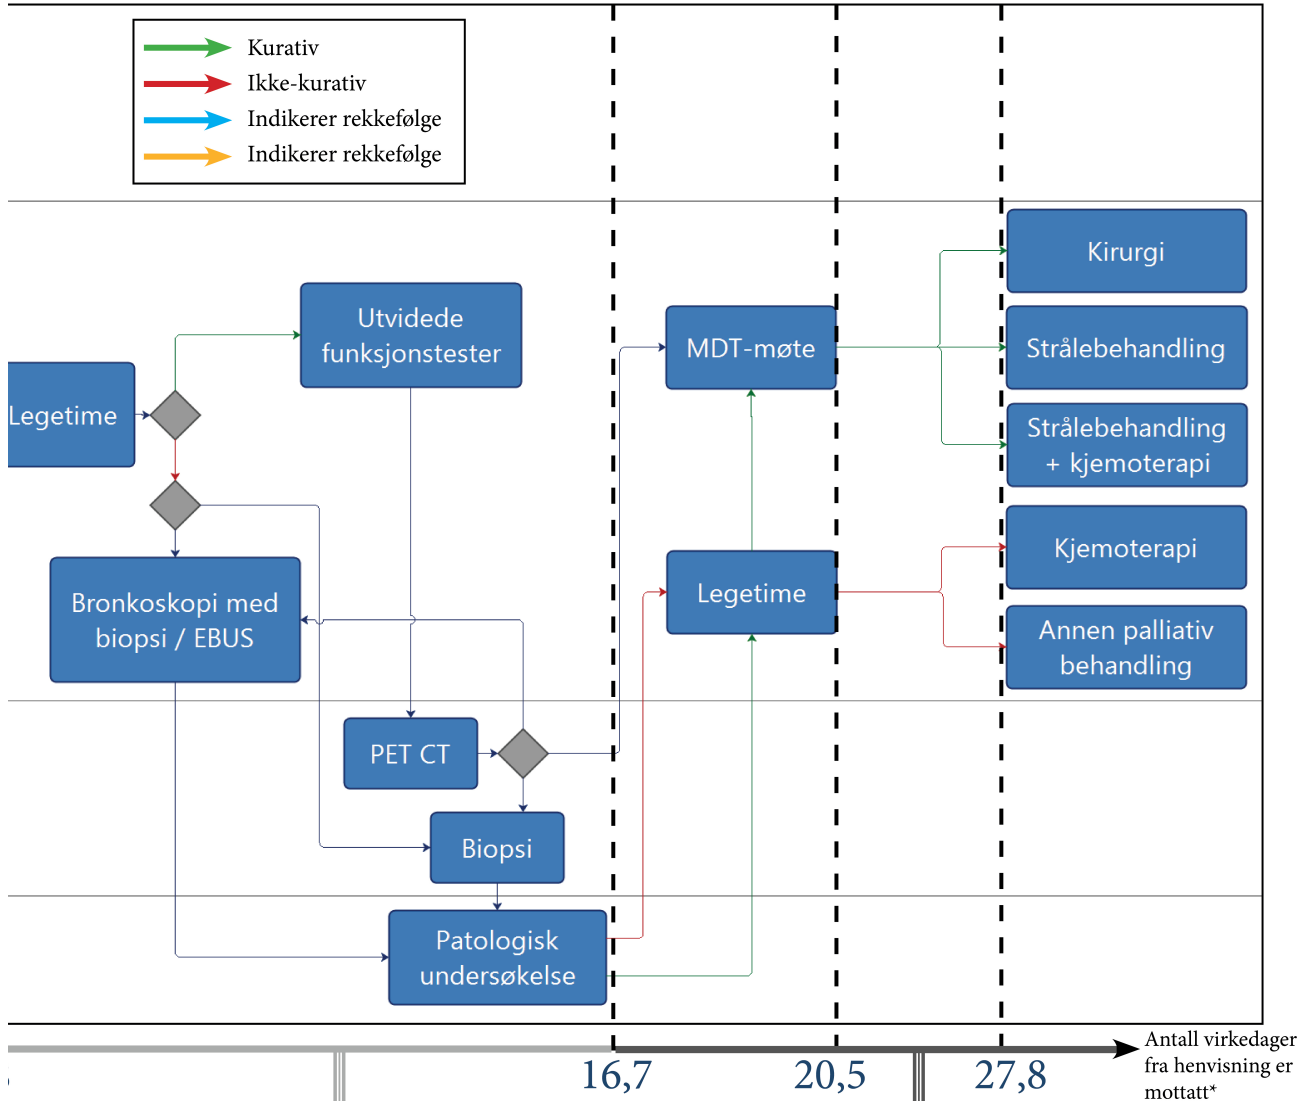 Kurativ
Ikke-kurativ
Indikerer rekkefølge
Indikerer rekkefølge
Kirurgi
Utvidede
funksjonstester
MDT-møte
Strålebehandling
Legetime
Strålebehandling
+ kjemoterapi
Kjemoterapi
Bronkoskopi med
biopsi / EBUS
Legetime
Annen palliativ
behandling
PET CT
Biopsi
Patologisk
undersøkelse
Antall virkedager
fra henvisning er
mottatt*
16,7
20,5
27,8